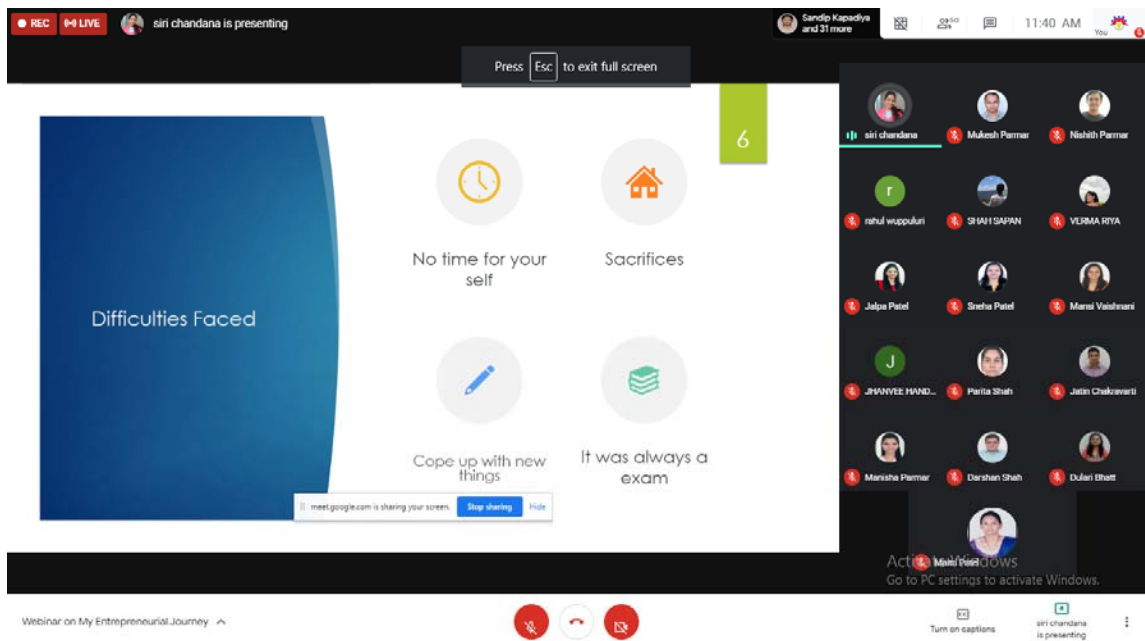 REC
LIVE
siri chandana is presenting
Sandip Kapadiya
and 31 more
50
11:40 AM
You
Press Esc to exit full screen
6
Difficulties Faced
No time for your
self
Sacrifices
Cope up with new
things
It was always a
exam
meet.google.com is sharing your screen.
Stop sharing
Hide
siri chandana
Mukesh Parmar
Nishith Parmar
r
rahul wuppuluri
SHAH SAPAN
VERMA RIYA
Jalpa Patel
Sneha Patel
Mansi Vaishnani
J
JHANVEE HAND...
Parita Shah
Jatin Chakravarti
Manisha Parmar
Darshan Shah
Dulari Bhatt
Patel
Activate Windows
Go to PC settings to activate Windows.
Webinar on My Entrepreneurial Journey
CC
Turn on captions
siri chandana
is presenting